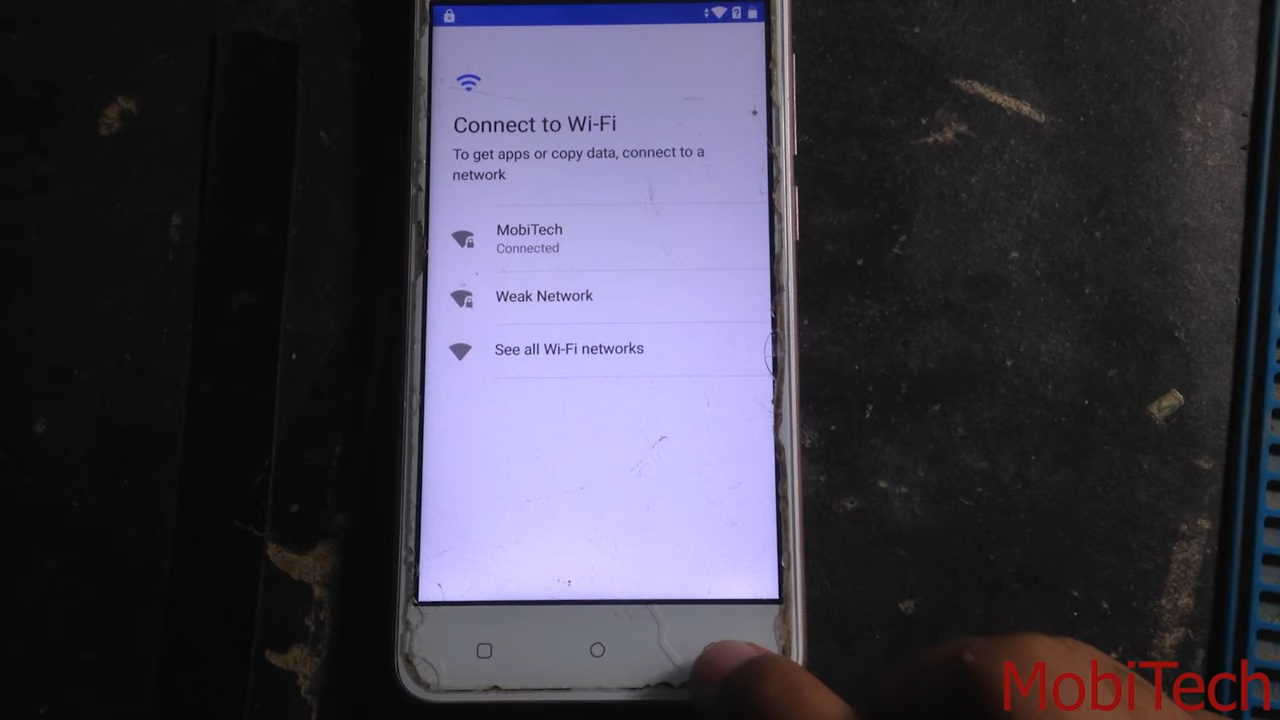 Connect to Wi-Fi
To get apps or copy data, connect to a
network
MobiTech
Connected
Weak Network
See all Wi-Fi networks
MobiTech